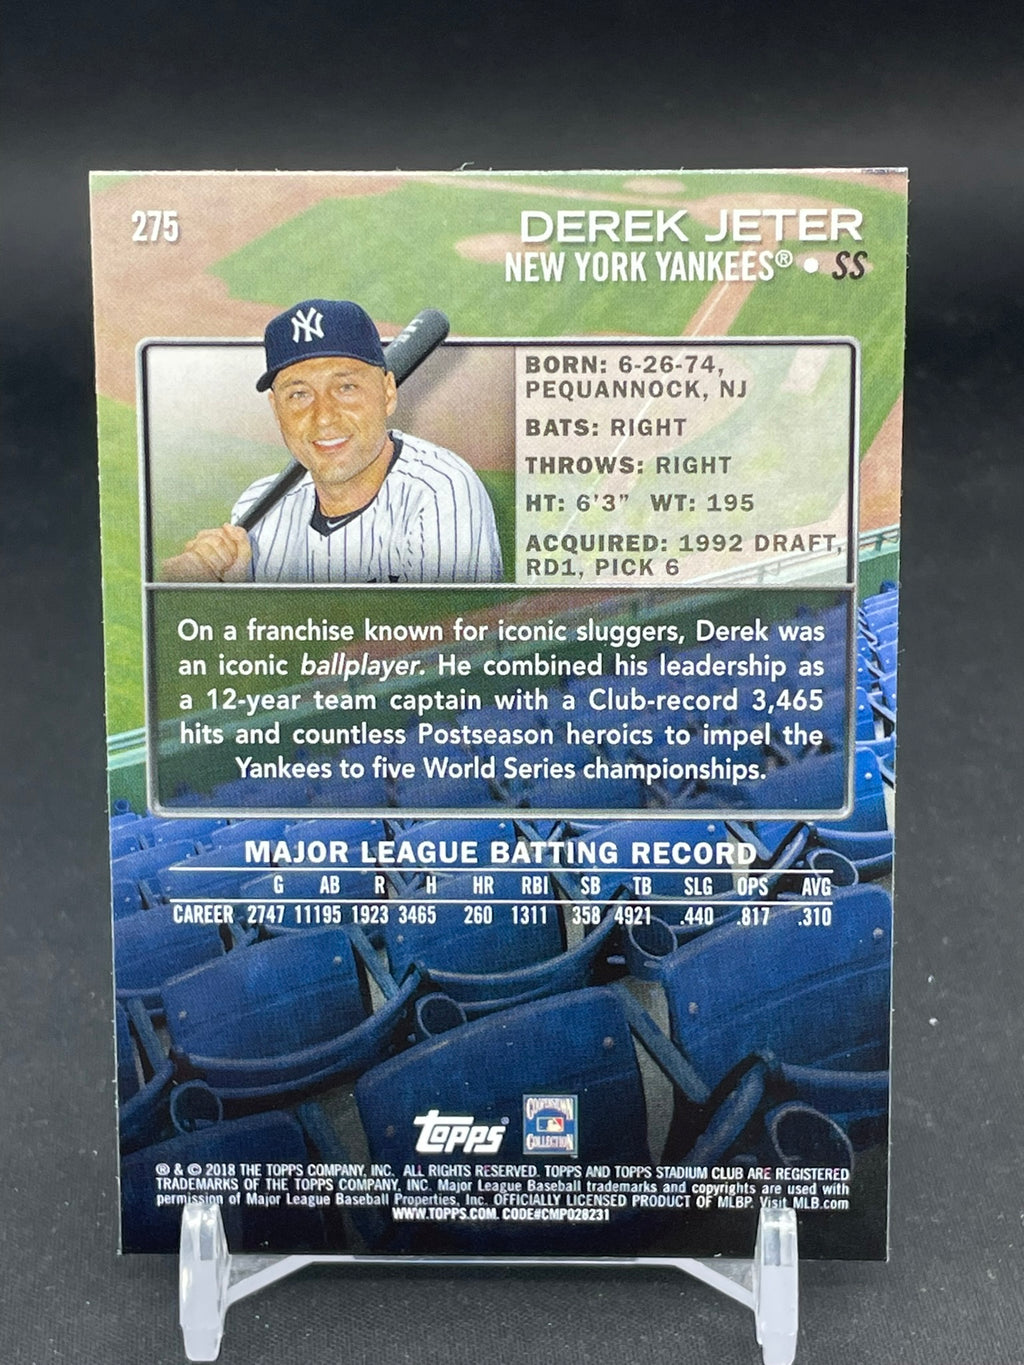 275
DEREK JETER
NEW YORK YANKEES® • SS
NY
BORN: 6-26-74,
PEQUANNOCK, NJ
BATS: RIGHT
THROWS: RIGHT
HT: 6'3" WT: 195
ACQUIRED: 1992 DRAFT,
RD1, PICK 6
On a franchise known for iconic sluggers, Derek was
an iconic ballplayer. He combined his leadership as
a 12-year team captain with a Club-record 3,465
hits and countless Postseason heroics to impel the
Yankees to five World Series championships.
MAJOR LEAGUE BATTING RECORD
G AB R H HR RBI SB TB SLG OPS AVG
CAREER 2747 11195 1923 3465 260 1311 358 4921 .440 .817 .310
topps®
COOPERSTOWN
COLLECTION
® & © 2018 THE TOPPS COMPANY, INC. ALL RIGHTS RESERVED. TOPPS AND TOPPS STADIUM CLUB ARE REGISTERED
TRADEMARKS OF THE TOPPS COMPANY, INC. Major League Baseball trademarks and copyrights are used with
permission of Major League Baseball Properties, Inc. OFFICIALLY LICENSED PRODUCT OF MLBP. Visit MLB.com
WWW.TOPPS.COM. CODE#CMP028231